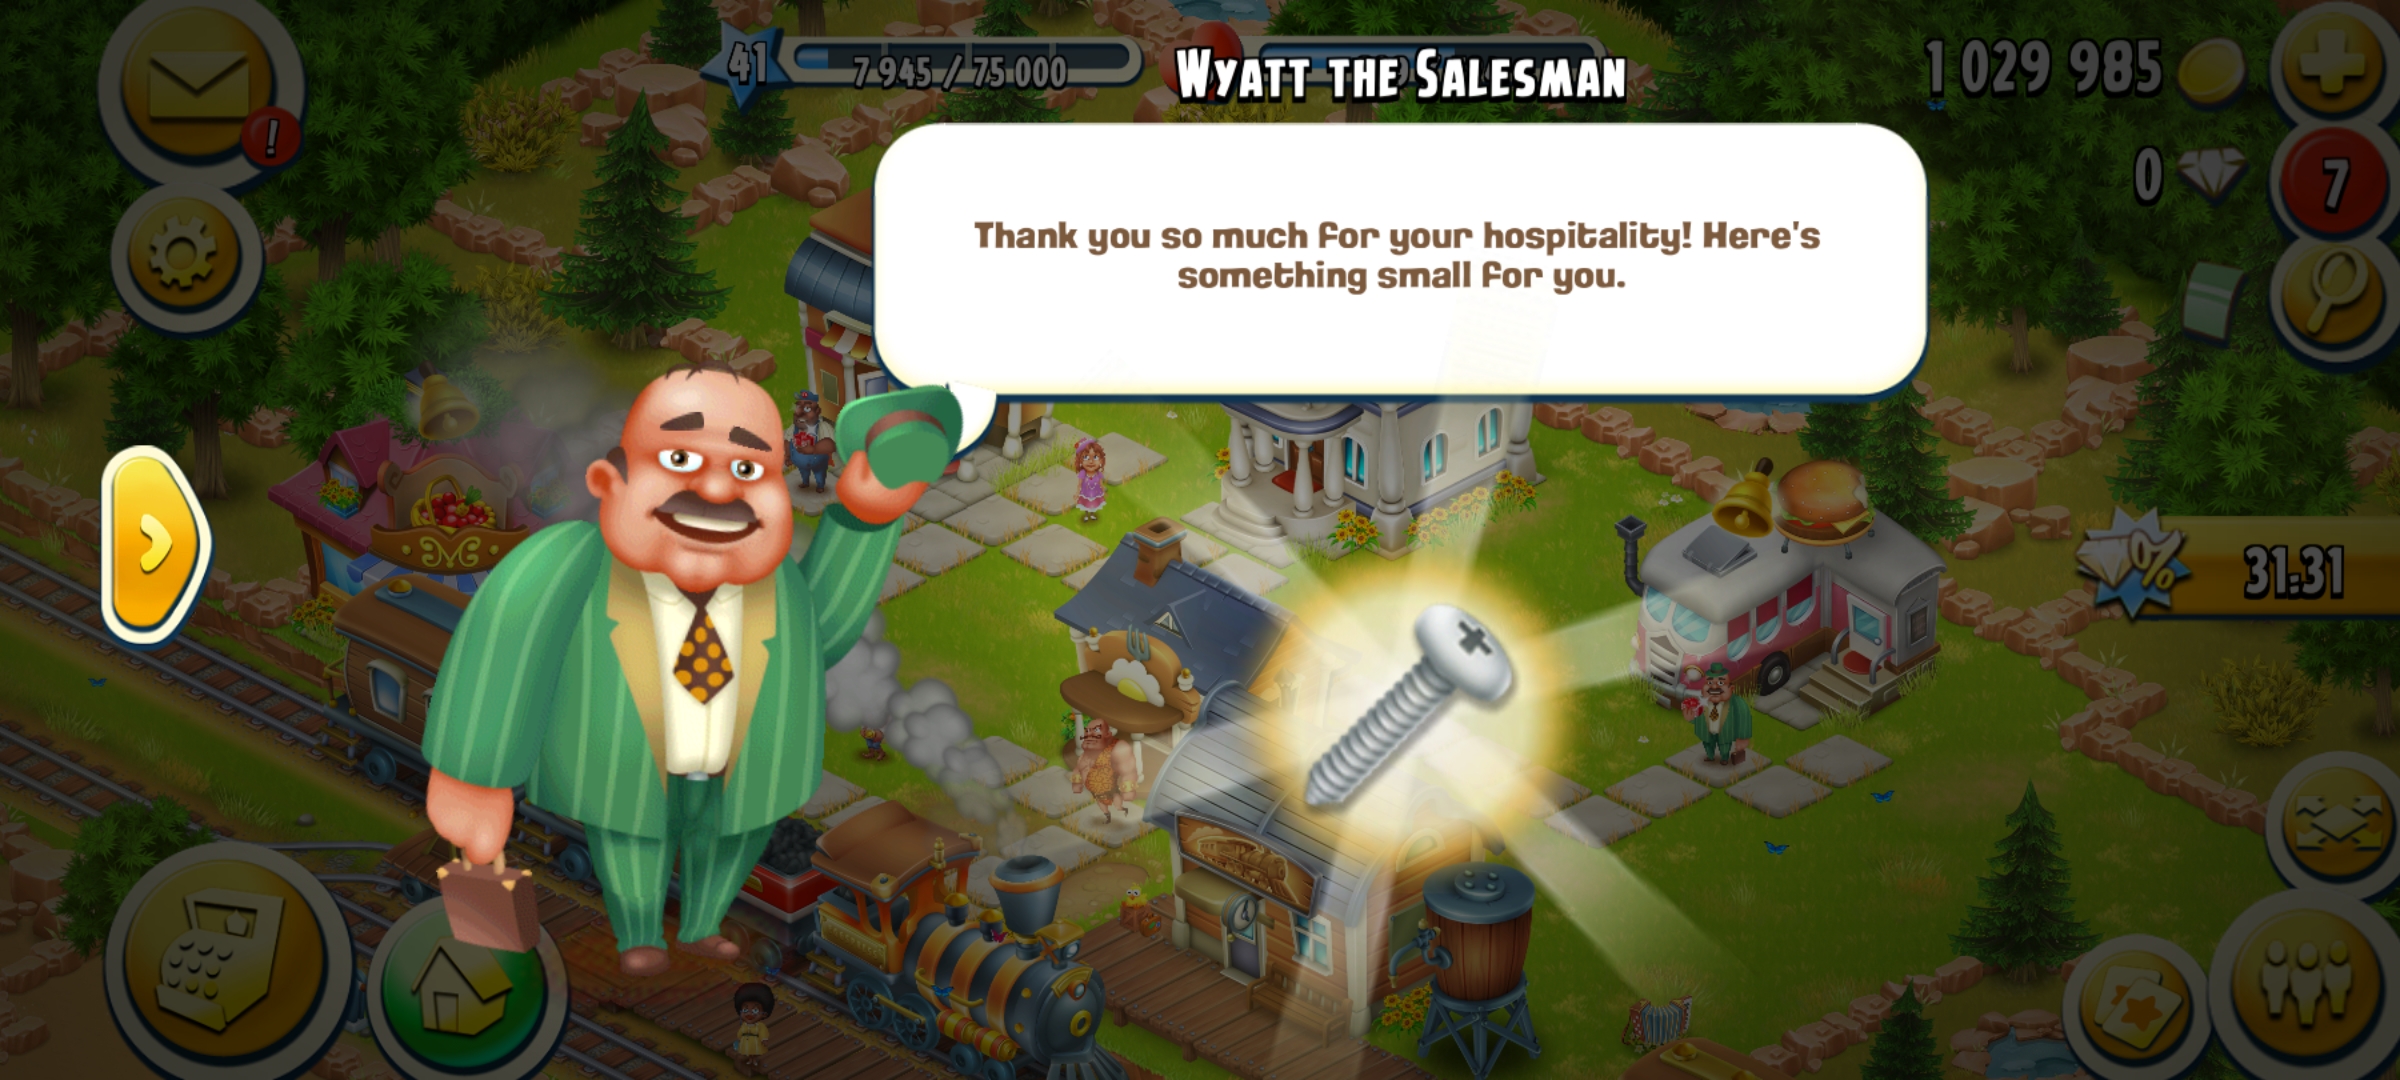 41
7 945 / 75 000
WYATT THE SALESMAN
1 029 985
!
0
7
Thank you so much for your hospitality! Here's
something small for you.
0%
31:31